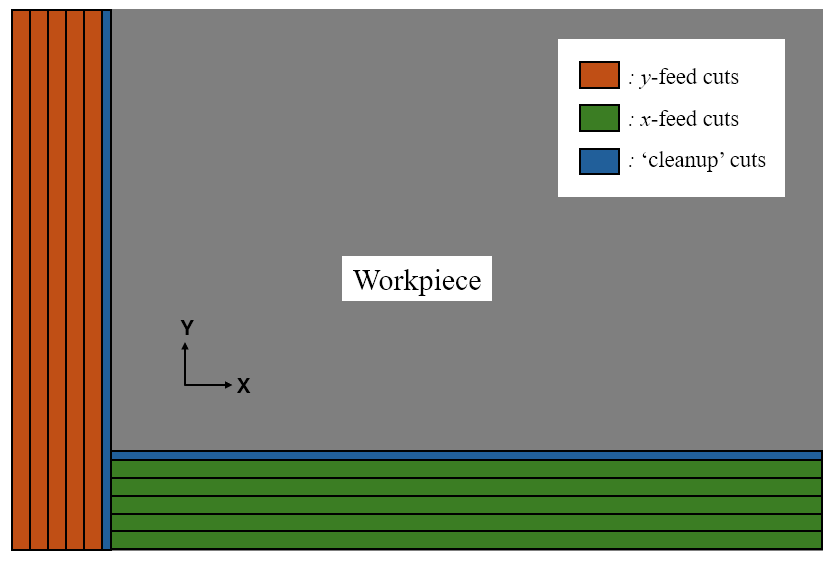 : y-feed cuts
: x-feed cuts
: ‘cleanup’ cuts
Workpiece
Y
X